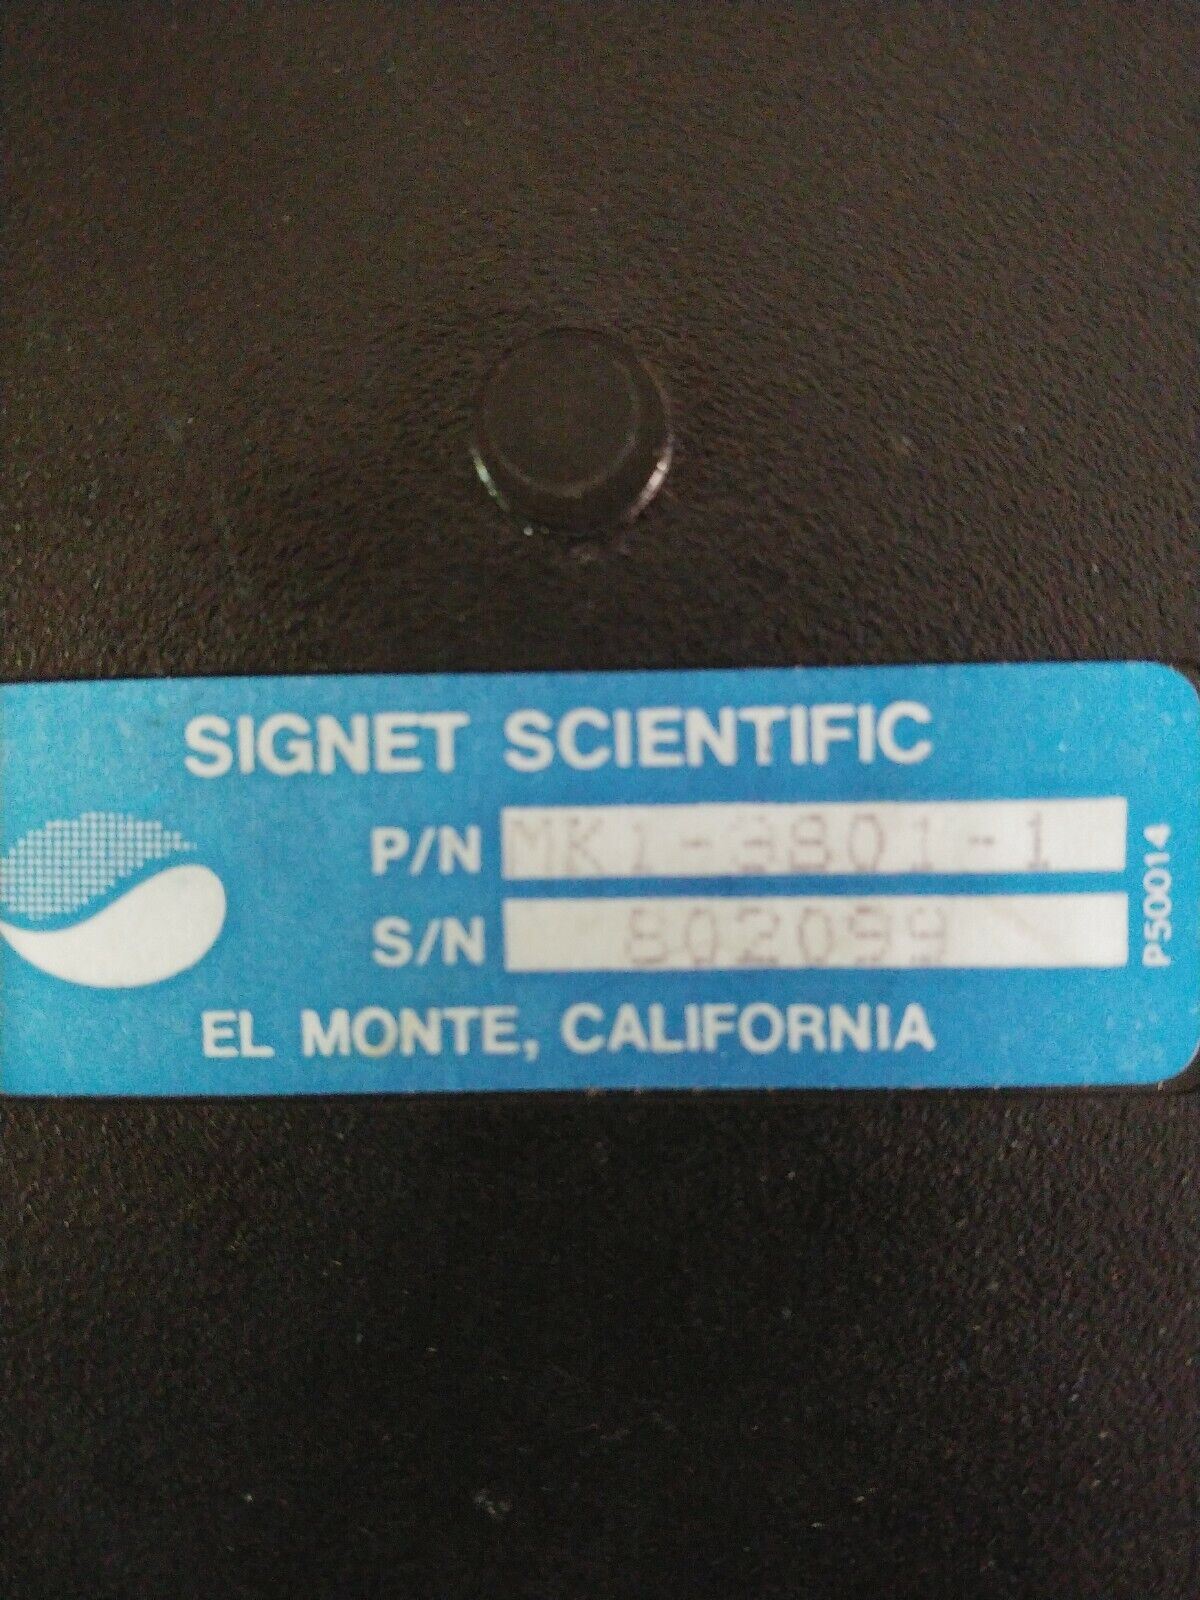 SIGNET SCIENTIFIC
P/N MK1-3801-1
S/N 802099
EL MONTE, CALIFORNIA
P50014